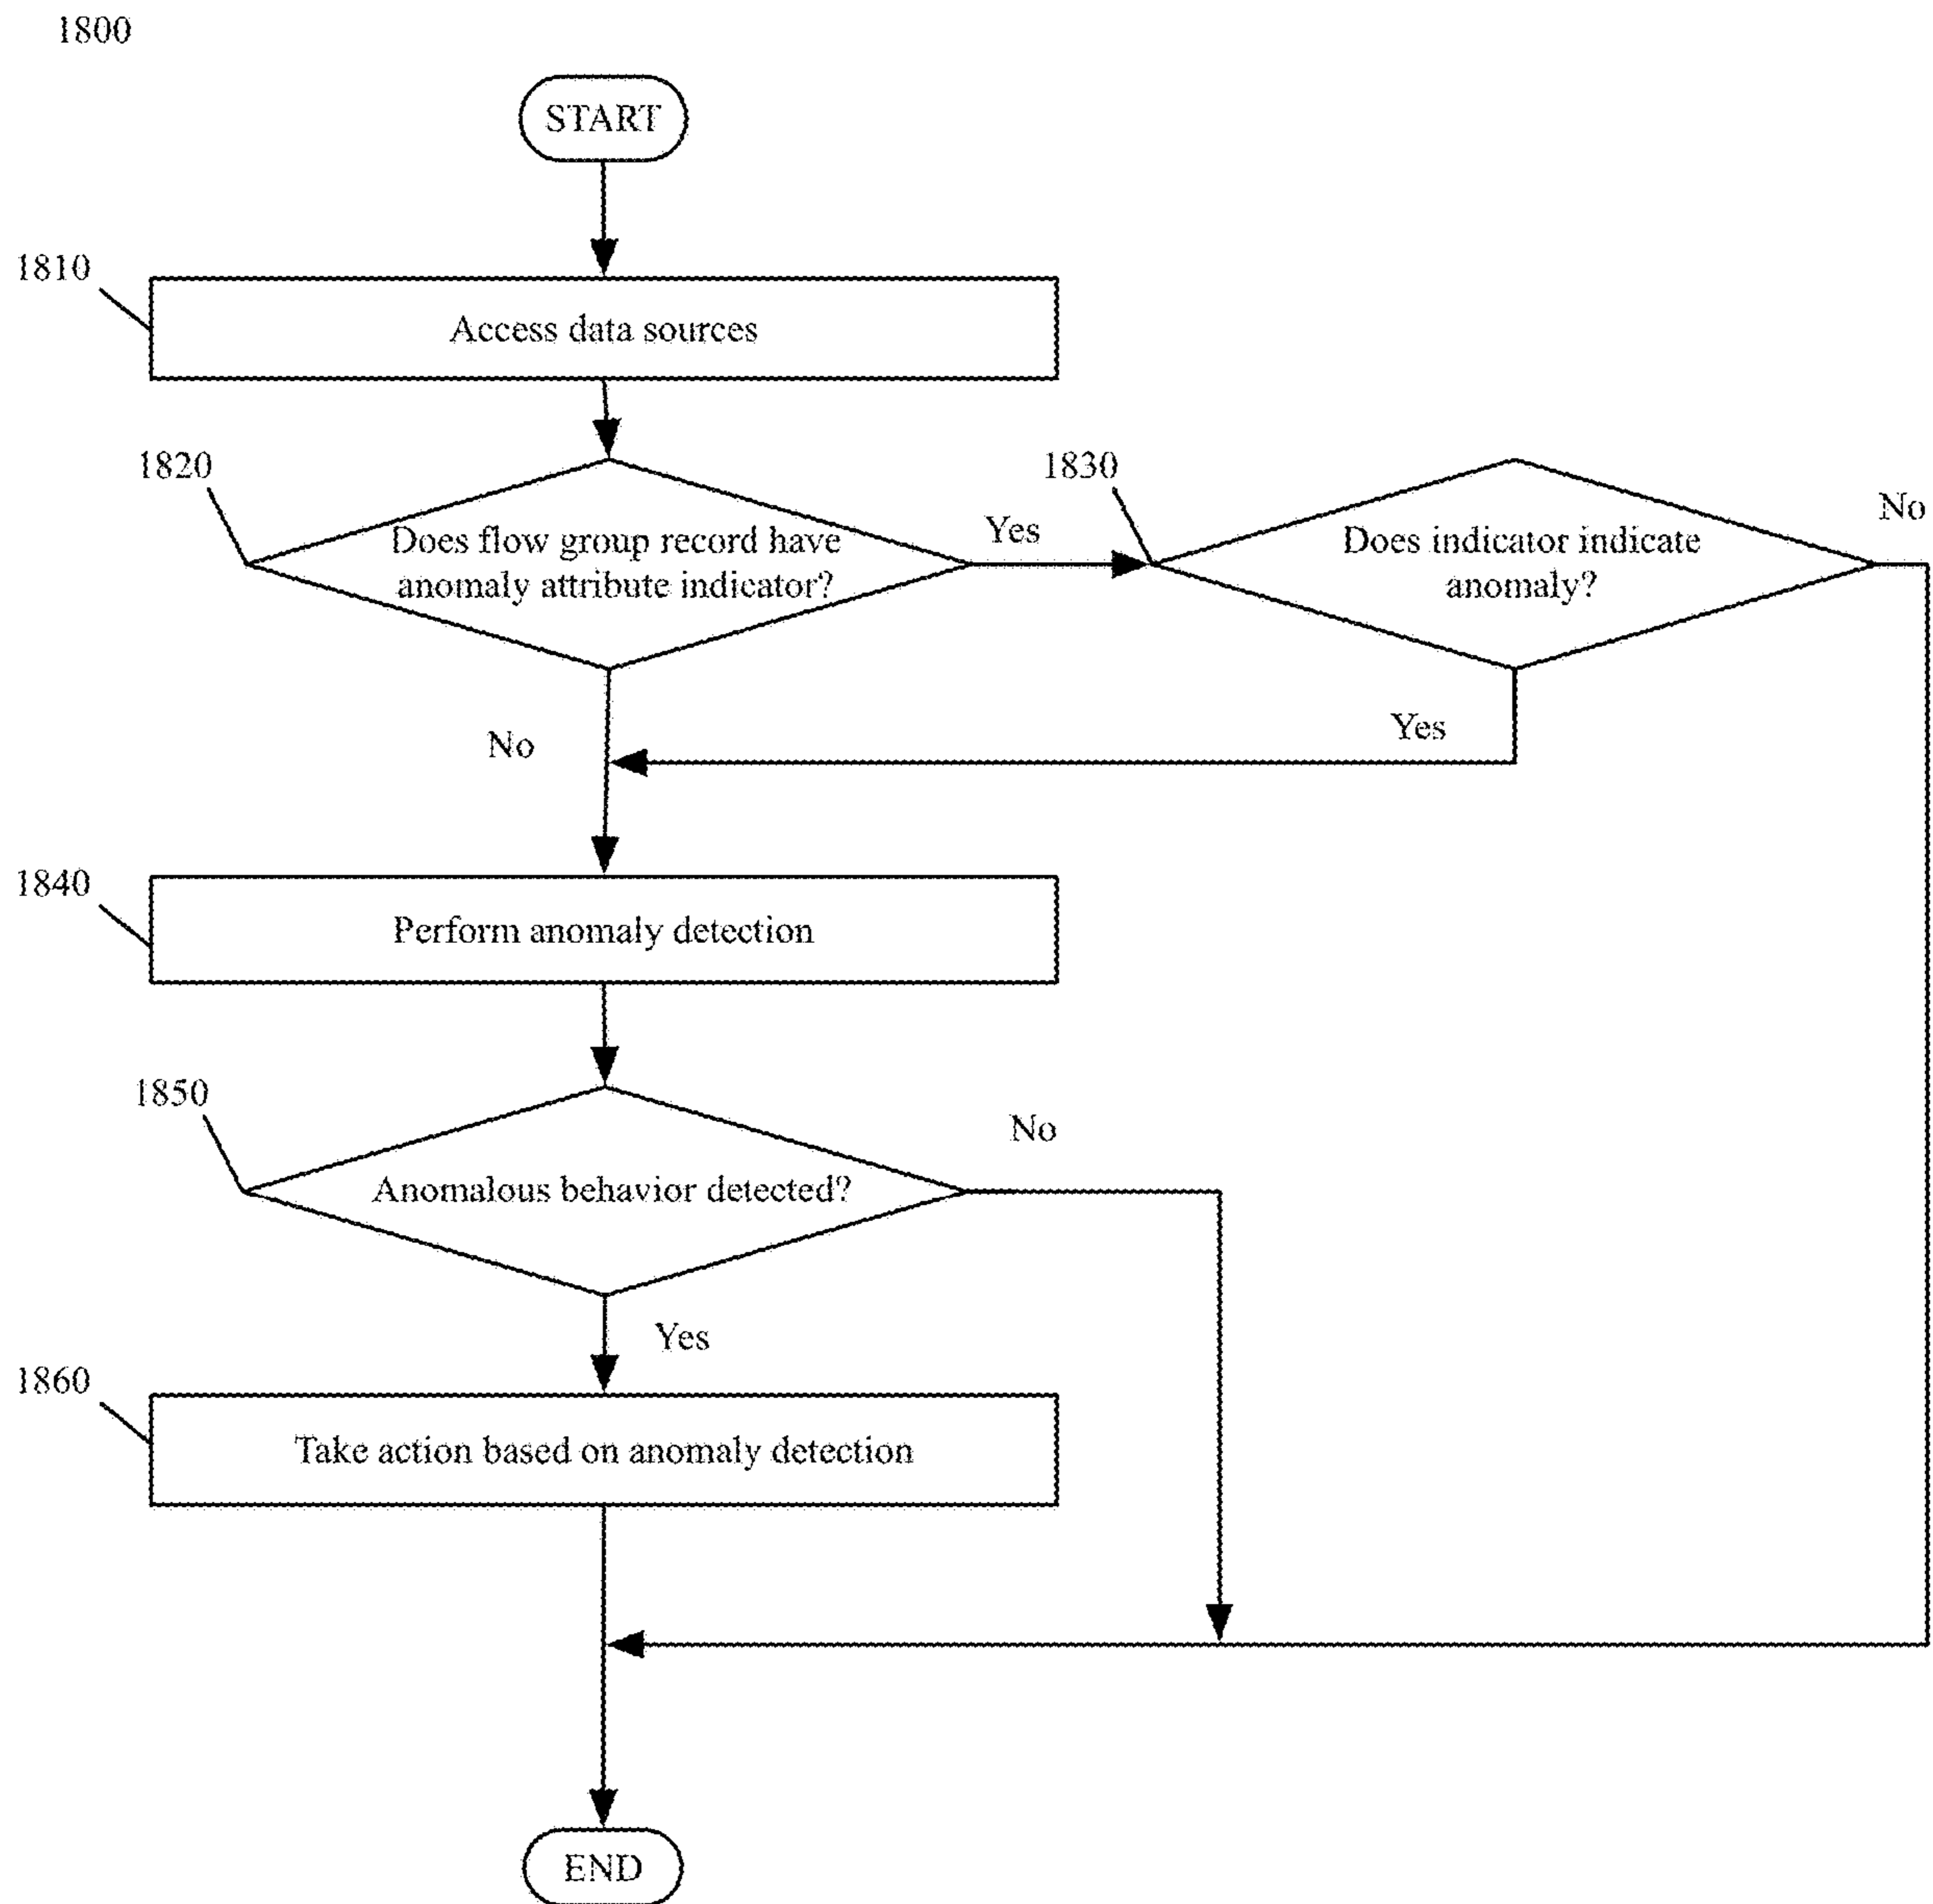 1800
START
1810
Access data sources
1820
1830
Does flow group record have
anomaly attribute indicator?
Yes
Does indicator indicate
anomaly?
No
No
Yes
1840
Perform anomaly detection
1850
Anomalous behavior detected?
No
Yes
1860
Take action based on anomaly detection
END